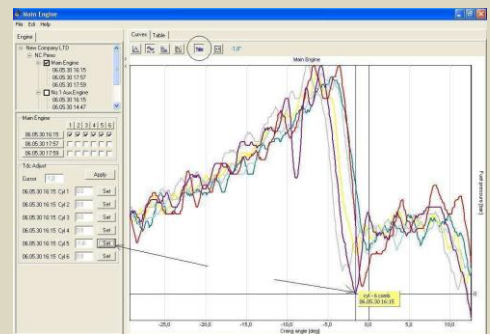 Main Engine
File Edit Help
Engine
Curves Table
New Company LTD
NC Pimo
Main Engine
06.05.30 16:15
06.05.30 17:57
06.05.30 17:59
No.1 Aux.Engine
06.05.30 16:15
06.05.30 14:47
Main Engine
1 2 3 4 5 6
06.05.30 16:15
06.05.30 17:57
06.05.30 17:59
Tdc Adjust
Cursor Apply
06.05.30 16:15 Cyl 1 Set
06.05.30 16:15 Cyl 2 Set
06.05.30 16:15 Cyl 3 Set
06.05.30 16:15 Cyl 4 Set
06.05.30 16:15 Cyl 5 Set
06.05.30 16:15 Cyl 6 Set
Main Engine
Fuel pressure [bar]
06.05.30 16:15
-25,0 -20,0 -15,0 -10,0 -5,0 0,0 5,0 10,0
Crang angle [deg]